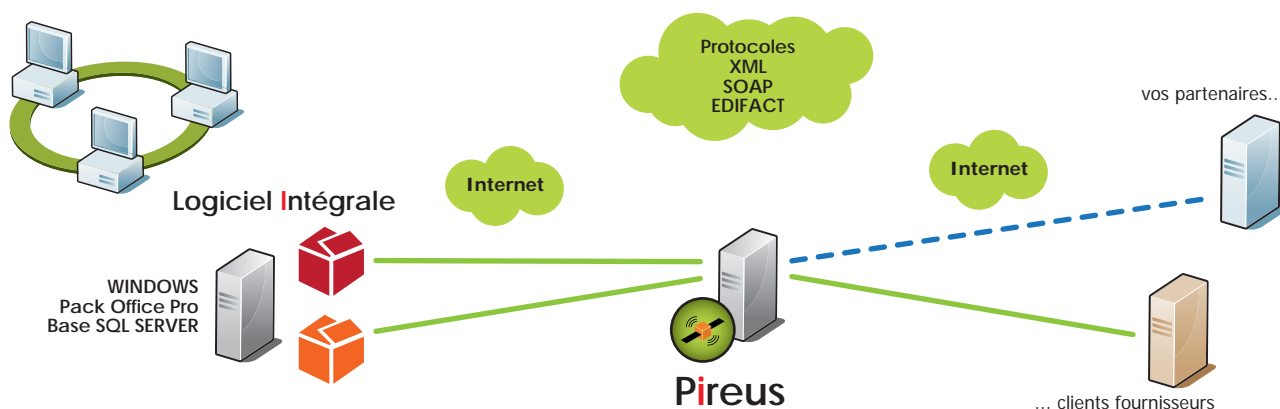 Protocoles
XML
SOAP
EDIFACT
vos partenaires...
Internet
Internet
Logiciel Intégrale
WINDOWS
Pack Office Pro
Base SQL SERVER
Pireus
... clients fournisseurs